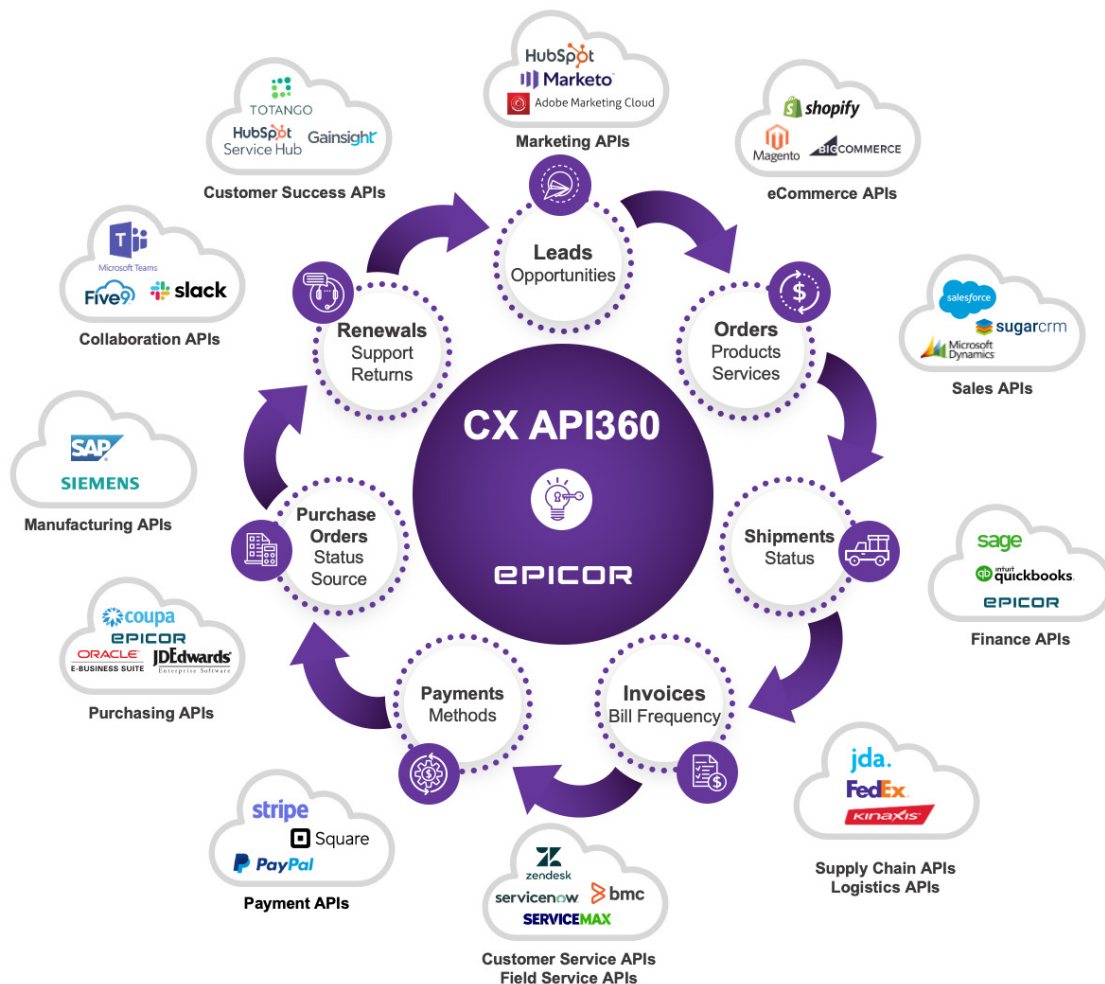 HubSpot
Marketo
Adobe Marketing Cloud
Marketing APIs
shopify
Magento
BIGCOMMERCE
eCommerce APIs
salesforce
sugarcrm
Microsoft
Dynamics
Sales APIs
sage
qb
intuit
quickbooks.
EPICOR
Finance APIs
jda.
FedEx
KINAXIS
Supply Chain APIs
Logistics APIs
zendesk
servicenow
bmc
SERVICEMAX
Customer Service APIs
Field Service APIs
stripe
Square
PayPal
Payment APIs
coupa
EPICOR
ORACLE
E-BUSINESS SUITE
JDEdwards
Enterprise Software
Purchasing APIs
SAP
SIEMENS
Manufacturing APIs
T
Microsoft Teams
Five9
slack
Collaboration APIs
TOTANGO
HubSpot
Service Hub
Gainsight
Customer Success APIs
Leads
Opportunities
$
Orders
Products
Services
Shipments
Status
Invoices
Bill Frequency
$
Payments
Methods
$
Purchase
Orders
Status
Source
Renewals
Support
Returns
CX API360
EPICOR